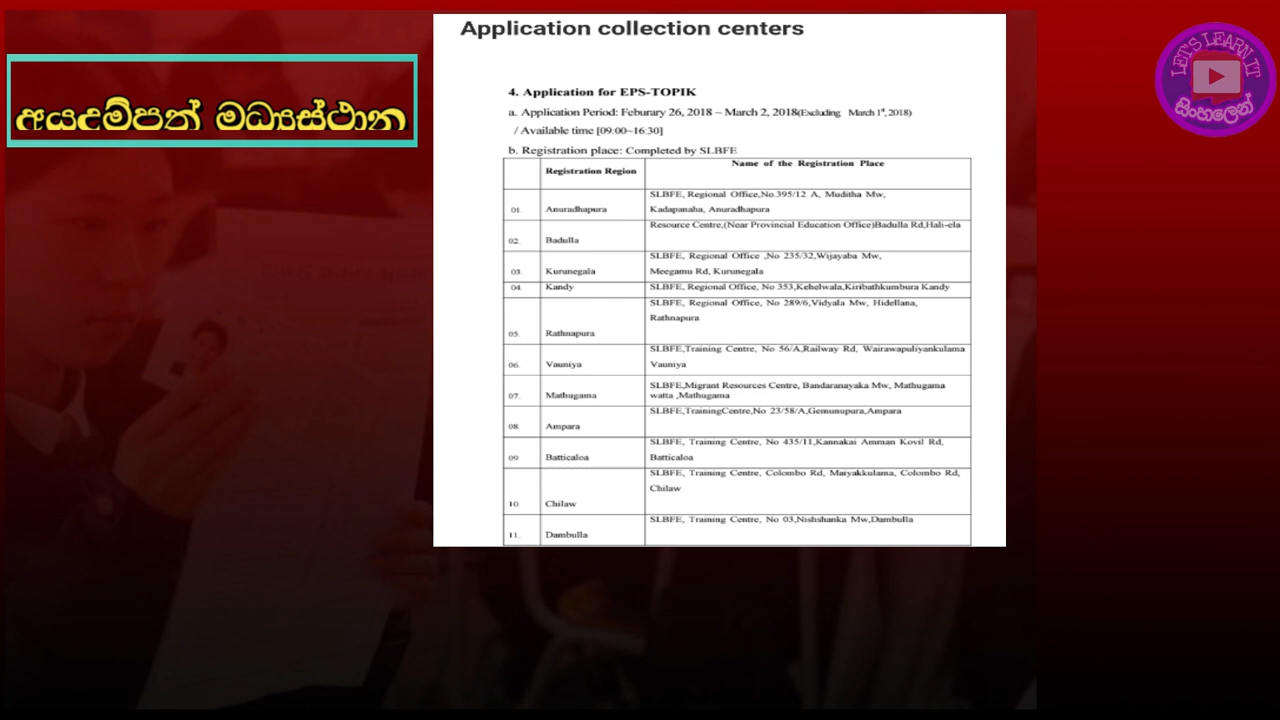 Application collection centers
අයදුම්පත් මධ්‍යස්ථාන
LET'S LEARN IT
සිංහලෙන්
4. Application for EPS-TOPIK
a. Application Period: Feburary 26, 2018 ~ March 2, 2018(Excluding March 1st, 2018)
/ Available time [09:00~16:30]
b. Registration place: Completed by SLBFE
Registration Region Name of the Registration Place
01. Anuradhapura SLBFE, Regional Office,No.395/12 A, Muditha Mw,
Kadapanaha, Anuradhapura
02. Badulla Resource Centre,(Near Provincial Education Office)Badulla Rd,Hali-ela
03. Kurunegala SLBFE, Regional Office ,No 235/32,Wijayaba Mw,
Meegamu Rd, Kurunegala
04. Kandy SLBFE, Regional Office, No 353,Kehelwala,Kiribathkumbura Kandy
05. Rathnapura SLBFE, Regional Office, No 289/6,Vidyala Mw, Hidellana,
Rathnapura
06. Vauniya SLBFE,Training Centre, No 56/A,Railway Rd, Wairawapuliyankulama
Vauniya
07. Mathugama SLBFE,Migrant Resources Centre, Bandaranayaka Mw, Mathugama
watta ,Mathugama
08. Ampara SLBFE,TrainingCentre,No 23/58/A,Gemunupura,Ampara
09. Batticaloa SLBFE, Training Centre, No 435/11,Kannakai Amman Kovil Rd,
Batticaloa
10. Chilaw SLBFE, Training Centre, Colombo Rd, Maiyakkulama, Colombo Rd,
Chilaw
11. Dambulla SLBFE, Training Centre, No 03,Nishshanka Mw,Dambulla